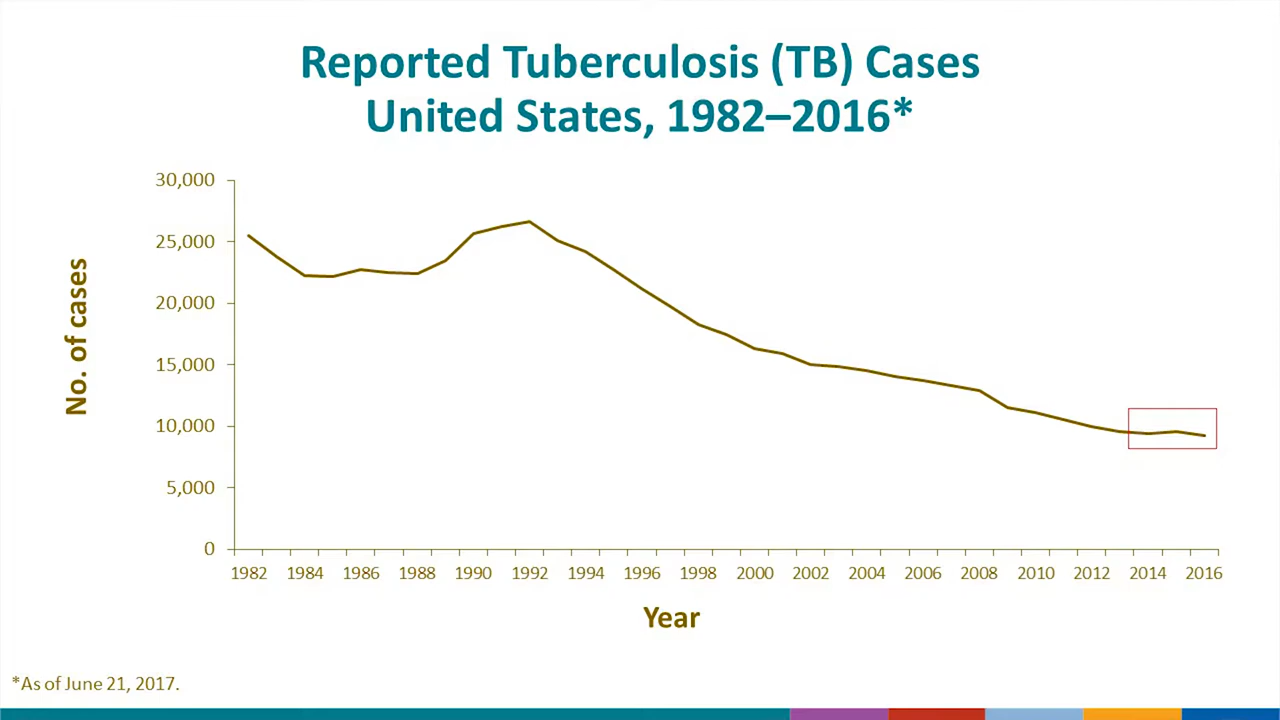 Reported Tuberculosis (TB) Cases
United States, 1982–2016*
30,000
25,000
20,000
15,000
10,000
5,000
0
No. of cases
1982 1984 1986 1988 1990 1992 1994 1996 1998 2000 2002 2004 2006 2008 2010 2012 2014 2016
Year
*As of June 21, 2017.